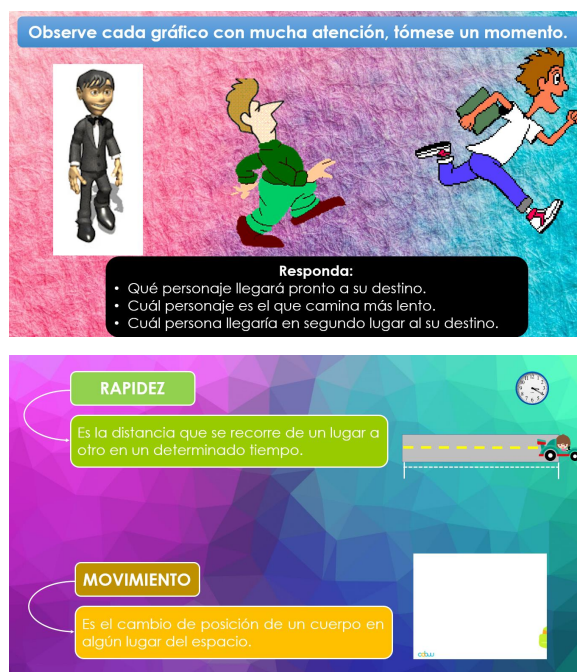 Observe cada gráfico con mucha atención, tómese un momento.
Responda:
• Qué personaje llegará pronto a su destino.
• Cuál personaje es el que camina más lento.
• Cuál persona llegaría en segundo lugar al su destino.
RAPIDEZ
Es la distancia que se recorre de un lugar a
otro en un determinado tiempo.
MOVIMIENTO
Es el cambio de posición de un cuerpo en
algún lugar del espacio.